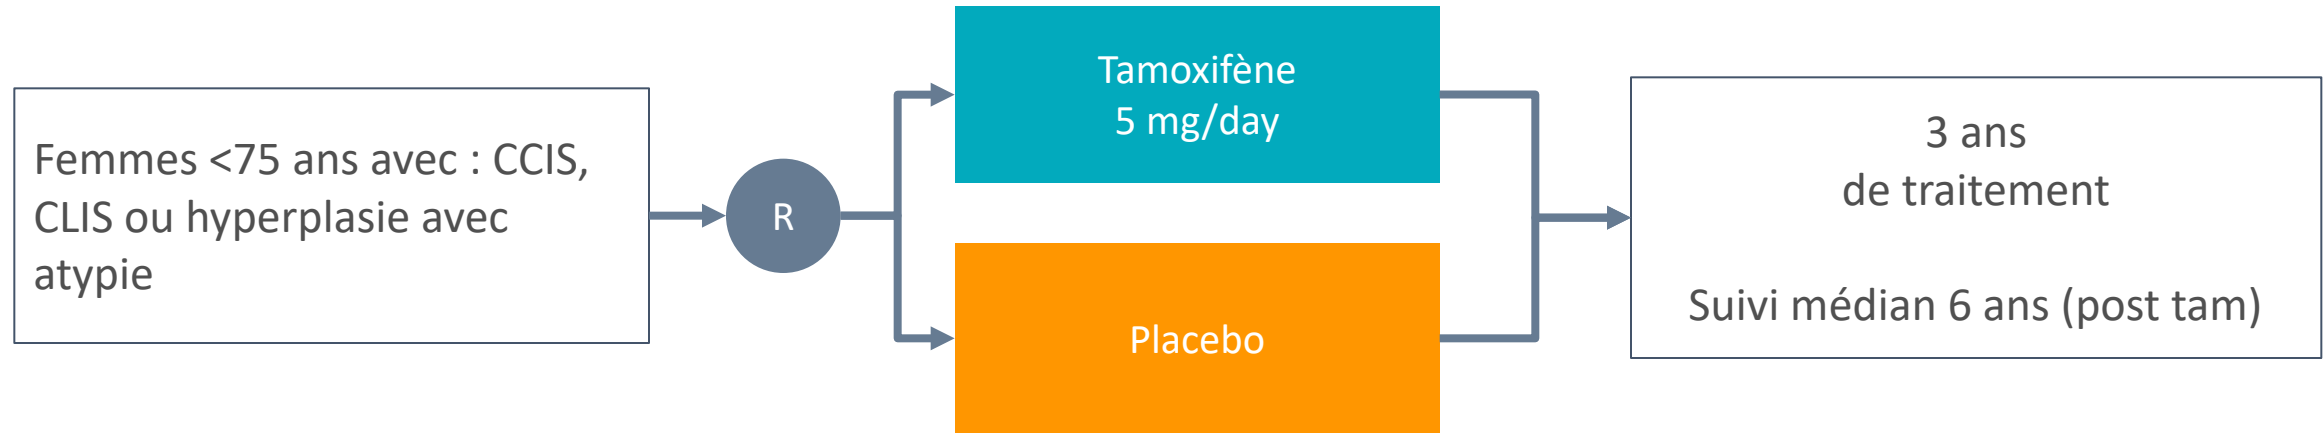 Femmes <75 ans avec : CCIS,
CLIS ou hyperplasie avec
atypie
R
Tamoxifène
5 mg/day
Placebo
3 ans
de traitement
Suivi médian 6 ans (post tam)